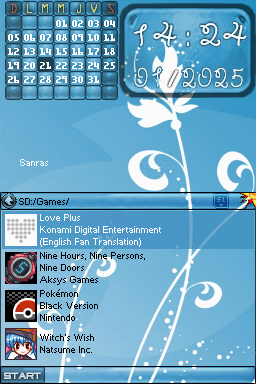 D L M M J V S
01 02 03 04
05 06 07 08 09 10 11
12 13 14 15 16 17 18
19 20 21 22 23 24 25
26 27 28 29 30 31
14:24
01/2025
Sanras
SD:/Games/
S1
Love Plus
Konami Digital Entertainment
(English Fan Translation)
Nine Hours, Nine Persons,
Nine Doors
Aksys Games
Pokémon
Black Version
Nintendo
Witch's Wish
Natsume Inc.
START